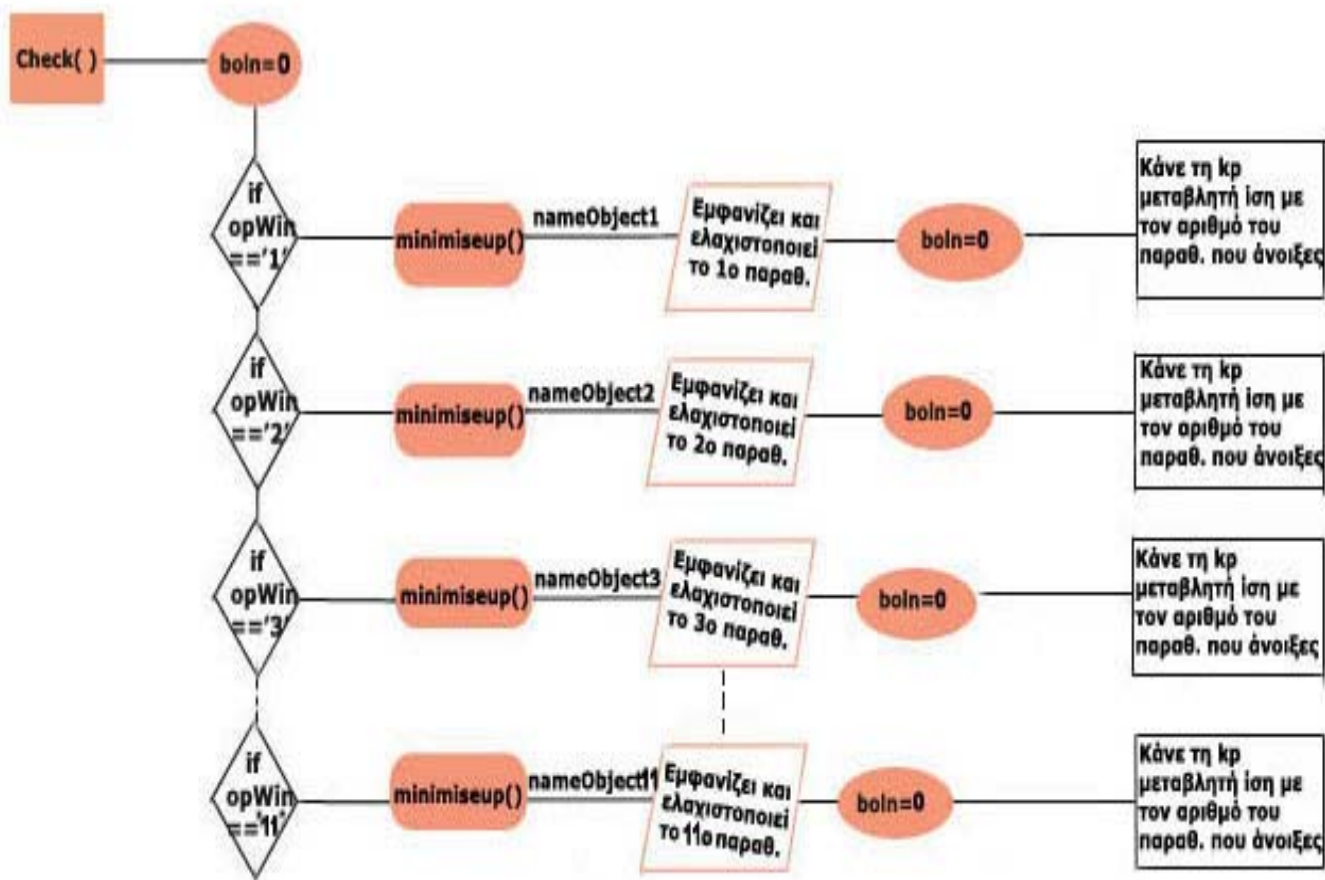 Check( )
boln=0
if
opWin
=='1'
minimiseup()
nameObject1
Εμφανίζει και
ελαχιστοποιεί
το 1ο παραθ.
boln=0
Κάνε τη kp
μεταβλητή ίση με
τον αριθμό του
παραθ. που άνοιξες
if
opWin
=='2'
minimiseup()
nameObject2
Εμφανίζει και
ελαχιστοποιεί
το 2ο παραθ.
boln=0
Κάνε τη kp
μεταβλητή ίση με
τον αριθμό του
παραθ. που άνοιξες
if
opWin
=='3'
minimiseup()
nameObject3
Εμφανίζει και
ελαχιστοποιεί
το 3ο παραθ.
boln=0
Κάνε τη kp
μεταβλητή ίση με
τον αριθμό του
παραθ. που άνοιξες
if
opWin
=='11'
minimiseup()
nameObject11
Εμφανίζει και
ελαχιστοποιεί
το 11ο παραθ.
boln=0
Κάνε τη kp
μεταβλητή ίση με
τον αριθμό του
παραθ. που άνοιξες